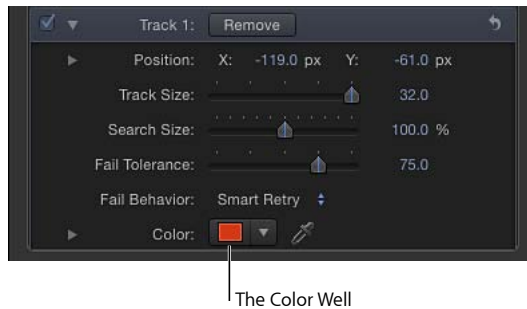 Track 1: Remove
Position: X: -119.0 px Y: -61.0 px
Track Size: 32.0
Search Size: 100.0 %
Fail Tolerance: 75.0
Fail Behavior: Smart Retry
Color:
The Color Well